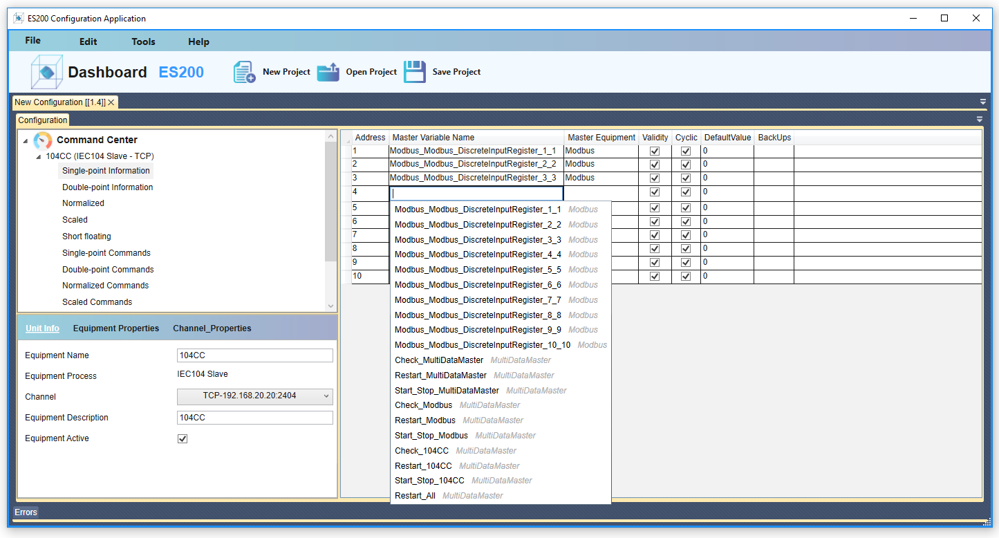 ES200 Configuration Application
File Edit Tools Help
Dashboard ES200 New Project Open Project Save Project
New Configuration [[1.4]]
Configuration
Command Center
104CC (IEC104 Slave - TCP)
Single-point Information
Double-point Information
Normalized
Scaled
Short floating
Single-point Commands
Double-point Commands
Normalized Commands
Scaled Commands
Unit Info Equipment Properties Channel_Properties
Equipment Name 104CC
Equipment Process IEC104 Slave
Channel TCP-192.168.20.20:2404
Equipment Description 104CC
Equipment Active
Address Master Variable Name Master Equipment Validity Cyclic DefaultValue BackUps
1 Modbus_Modbus_DiscreteInputRegister_1_1 Modbus 0
2 Modbus_Modbus_DiscreteInputRegister_2_2 Modbus 0
3 Modbus_Modbus_DiscreteInputRegister_3_3 Modbus 0
4 0
5 0
6 0
7 0
8 0
9 0
10 0
Modbus_Modbus_DiscreteInputRegister_1_1 Modbus
Modbus_Modbus_DiscreteInputRegister_2_2 Modbus
Modbus_Modbus_DiscreteInputRegister_3_3 Modbus
Modbus_Modbus_DiscreteInputRegister_4_4 Modbus
Modbus_Modbus_DiscreteInputRegister_5_5 Modbus
Modbus_Modbus_DiscreteInputRegister_6_6 Modbus
Modbus_Modbus_DiscreteInputRegister_7_7 Modbus
Modbus_Modbus_DiscreteInputRegister_8_8 Modbus
Modbus_Modbus_DiscreteInputRegister_9_9 Modbus
Modbus_Modbus_DiscreteInputRegister_10_10 Modbus
Check_MultiDataMaster MultiDataMaster
Restart_MultiDataMaster MultiDataMaster
Start_Stop_MultiDataMaster MultiDataMaster
Check_Modbus MultiDataMaster
Restart_Modbus MultiDataMaster
Start_Stop_Modbus MultiDataMaster
Check_104CC MultiDataMaster
Restart_104CC MultiDataMaster
Start_Stop_104CC MultiDataMaster
Restart_All MultiDataMaster
Errors